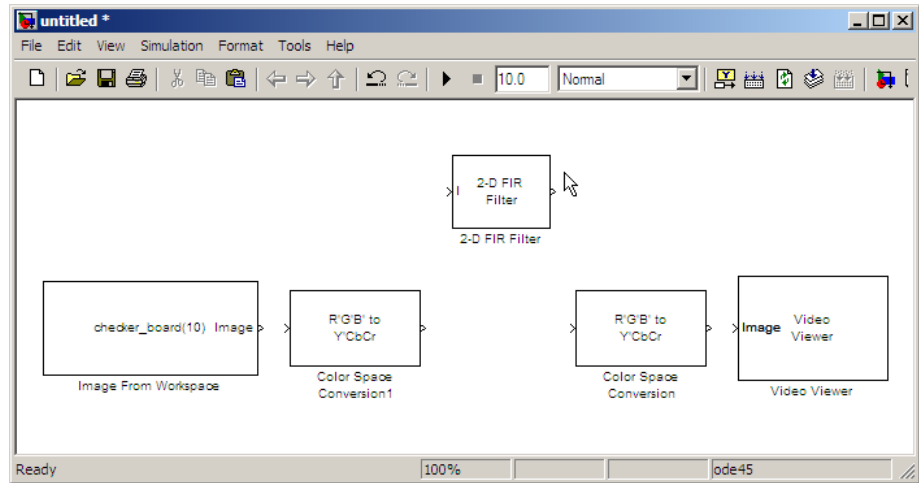 untitled *
File Edit View Simulation Format Tools Help
10.0 Normal
2-D FIR
I Filter
2-D FIR Filter
checker_board(10) Image
Image From Workspace
R'G'B' to
Y'CbCr
Color Space
Conversion1
R'G'B' to
Y'CbCr
Color Space
Conversion
Image Video
Viewer
Video Viewer
Ready 100% ode45